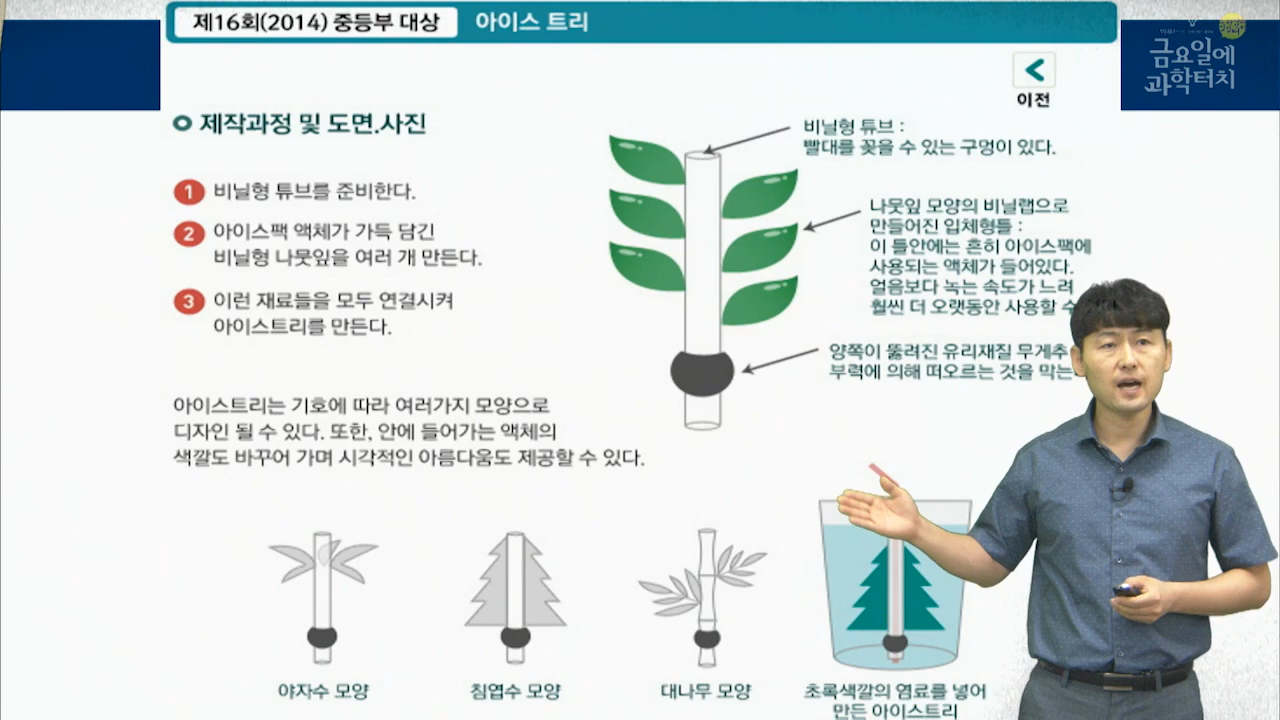 제16회(2014) 중등부 대상
아이스 트리
금요일에
과학터치
이전
제작과정 및 도면.사진
1 비닐형 튜브를 준비한다.
2 아이스팩 액체가 가득 담긴
비닐형 나뭇잎을 여러 개 만든다.
3 이런 재료들을 모두 연결시켜
아이스트리를 만든다.
아이스트리는 기호에 따라 여러가지 모양으로
디자인 될 수 있다. 또한, 안에 들어가는 액체의
색깔도 바꾸어 가며 시각적인 아름다움도 제공할 수 있다.
비닐형 튜브 :
빨대를 꽂을 수 있는 구멍이 있다.
나뭇잎 모양의 비닐랩으로
만들어진 입체형틀 :
이 틀안에는 흔히 아이스팩에
사용되는 액체가 들어있다.
얼음보다 녹는 속도가 느려
훨씬 더 오랫동안 사용할 수
양쪽이 뚫려진 유리재질 무게추
부력에 의해 떠오르는 것을 막는
야자수 모양
침엽수 모양
대나무 모양
초록색깔의 염료를 넣어
만든 아이스트리